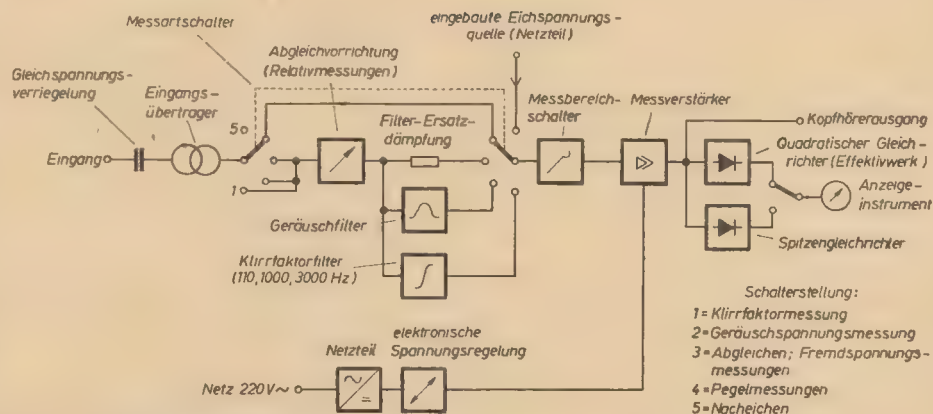 Messartschalter
eingebaute Eichspannungs-
quelle (Netzteil)
Gleichspannungs-
verriegelung
Eingangs-
übertrager
Abgleichvorrichtung
(Relativmessungen)
Filter-Ersatz-
dämpfung
Messbereich-
schalter
Messverstärker
Kopfhörerausgang
Quadratischer Gleich-
richter (Effektivwerk)
Anzeige-
instrument
Spitzengleichrichter
5
Eingang
1
Geräuschfilter
Klirrfaktorfilter
(110, 1000, 3000 Hz)
Netzteil
elektronische
Spannungsregelung
Netz 220V~
Schalterstellung:
1 = Klirrfaktormessung
2 = Geräuschspannungsmessung
3 = Abgleichen; Fremdspannungs-
messungen
4 = Pegelmessungen
5 = Nacheichen